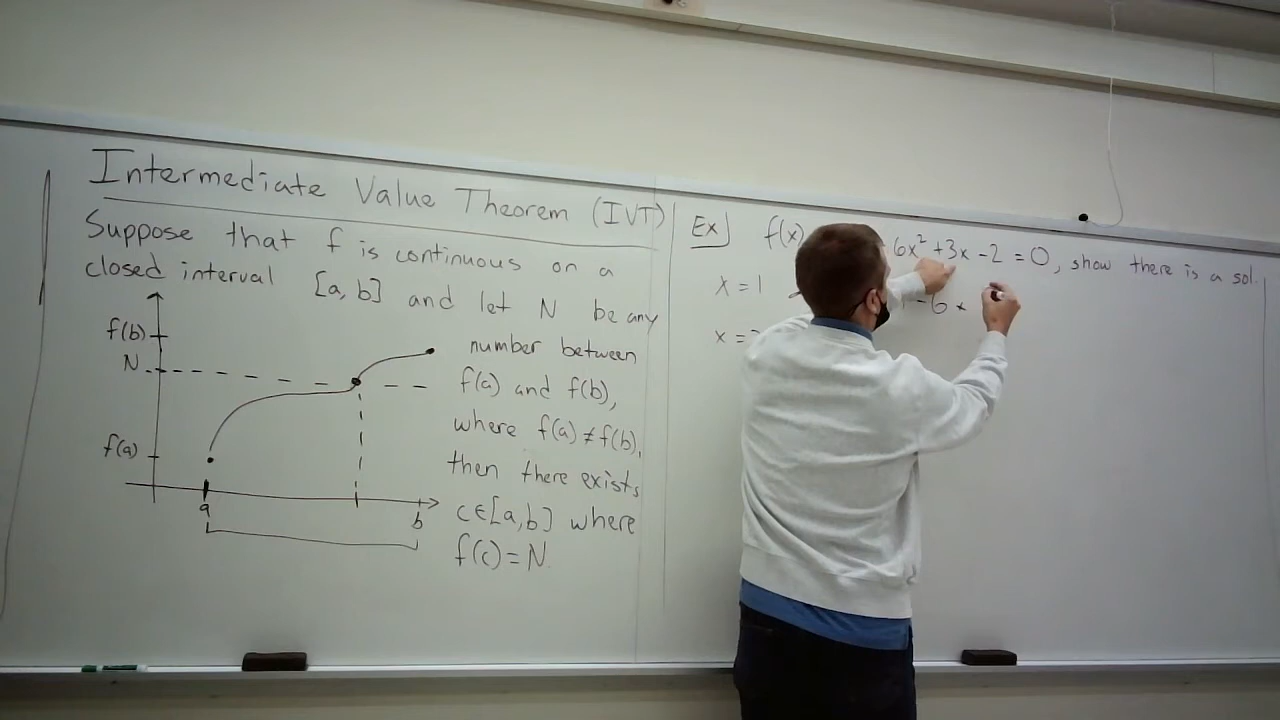 Intermediate Value Theorem (IVT)
Suppose that f is continuous on a
closed interval [a,b] and let N be any
number between
f(a) and f(b),
where f(a) ≠ f(b),
then there exists
c∈[a,b] where
f(c) = N.
f(b)
N
f(a)
a
b
Ex] f(x) 6x² +3x -2 = 0, show there is a sol.
x = 1 - 6 *
x =